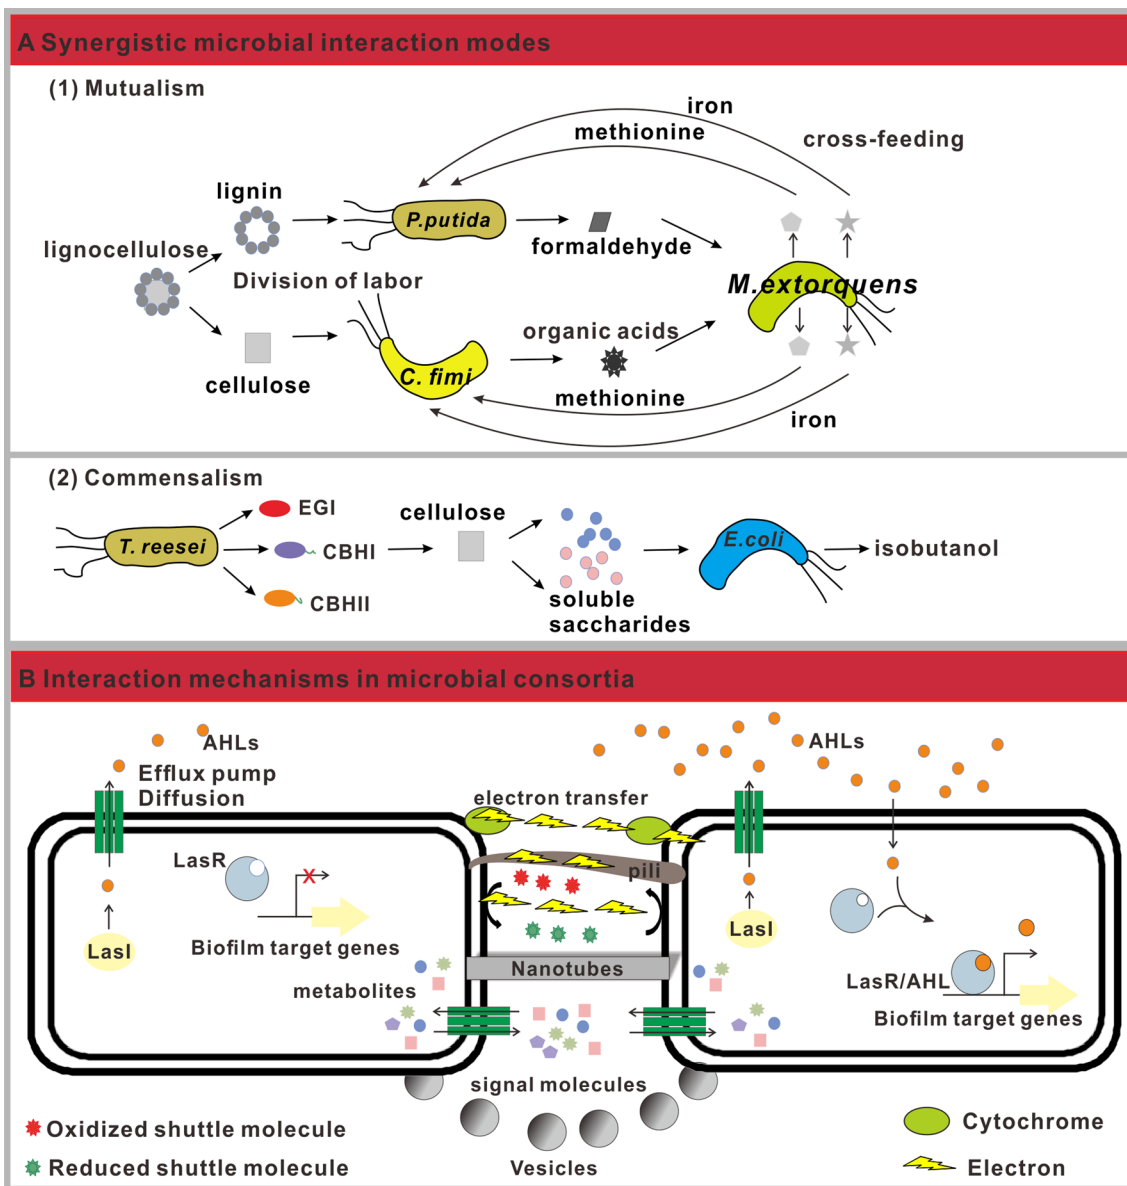 A Synergistic microbial interaction modes
(1) Mutualism
iron
methionine
cross-feeding
lignin
P.putida
formaldehyde
lignocellulose
Division of labor
M.extorquens
organic acids
cellulose
C. fimi
methionine
iron
(2) Commensalism
EGI
cellulose
T. reesei
CBHI
E.coli
isobutanol
CBHII
soluble
saccharides
B Interaction mechanisms in microbial consortia
AHLs
AHLs
Efflux pump
Diffusion
electron transfer
LasR
pili
LasI
Biofilm target genes
LasI
Nanotubes
metabolites
LasR/AHL
Biofilm target genes
signal molecules
Oxidized shuttle molecule
Cytochrome
Reduced shuttle molecule
Vesicles
Electron